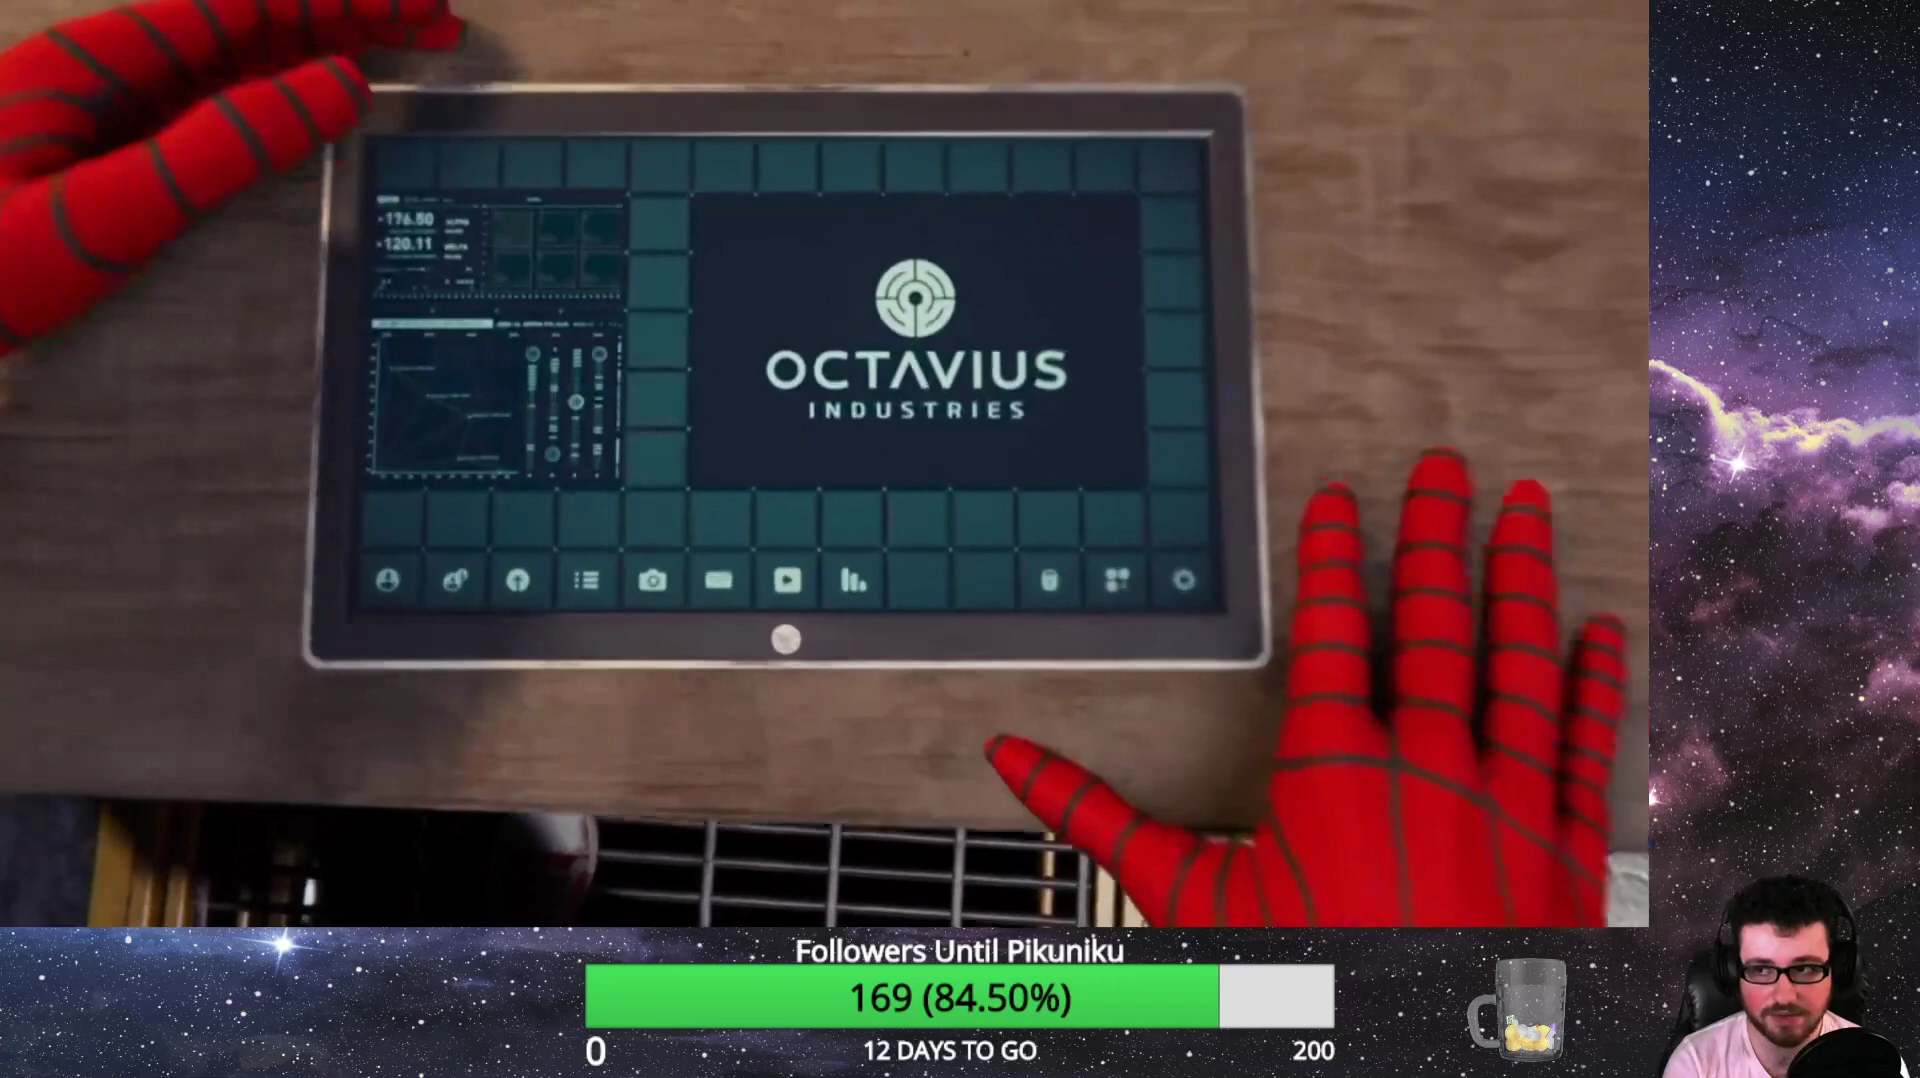 176.50
120.11
OCTAVIUS
INDUSTRIES
Followers Until Pikuniku
169 (84.50%)
0
12 DAYS TO GO
200